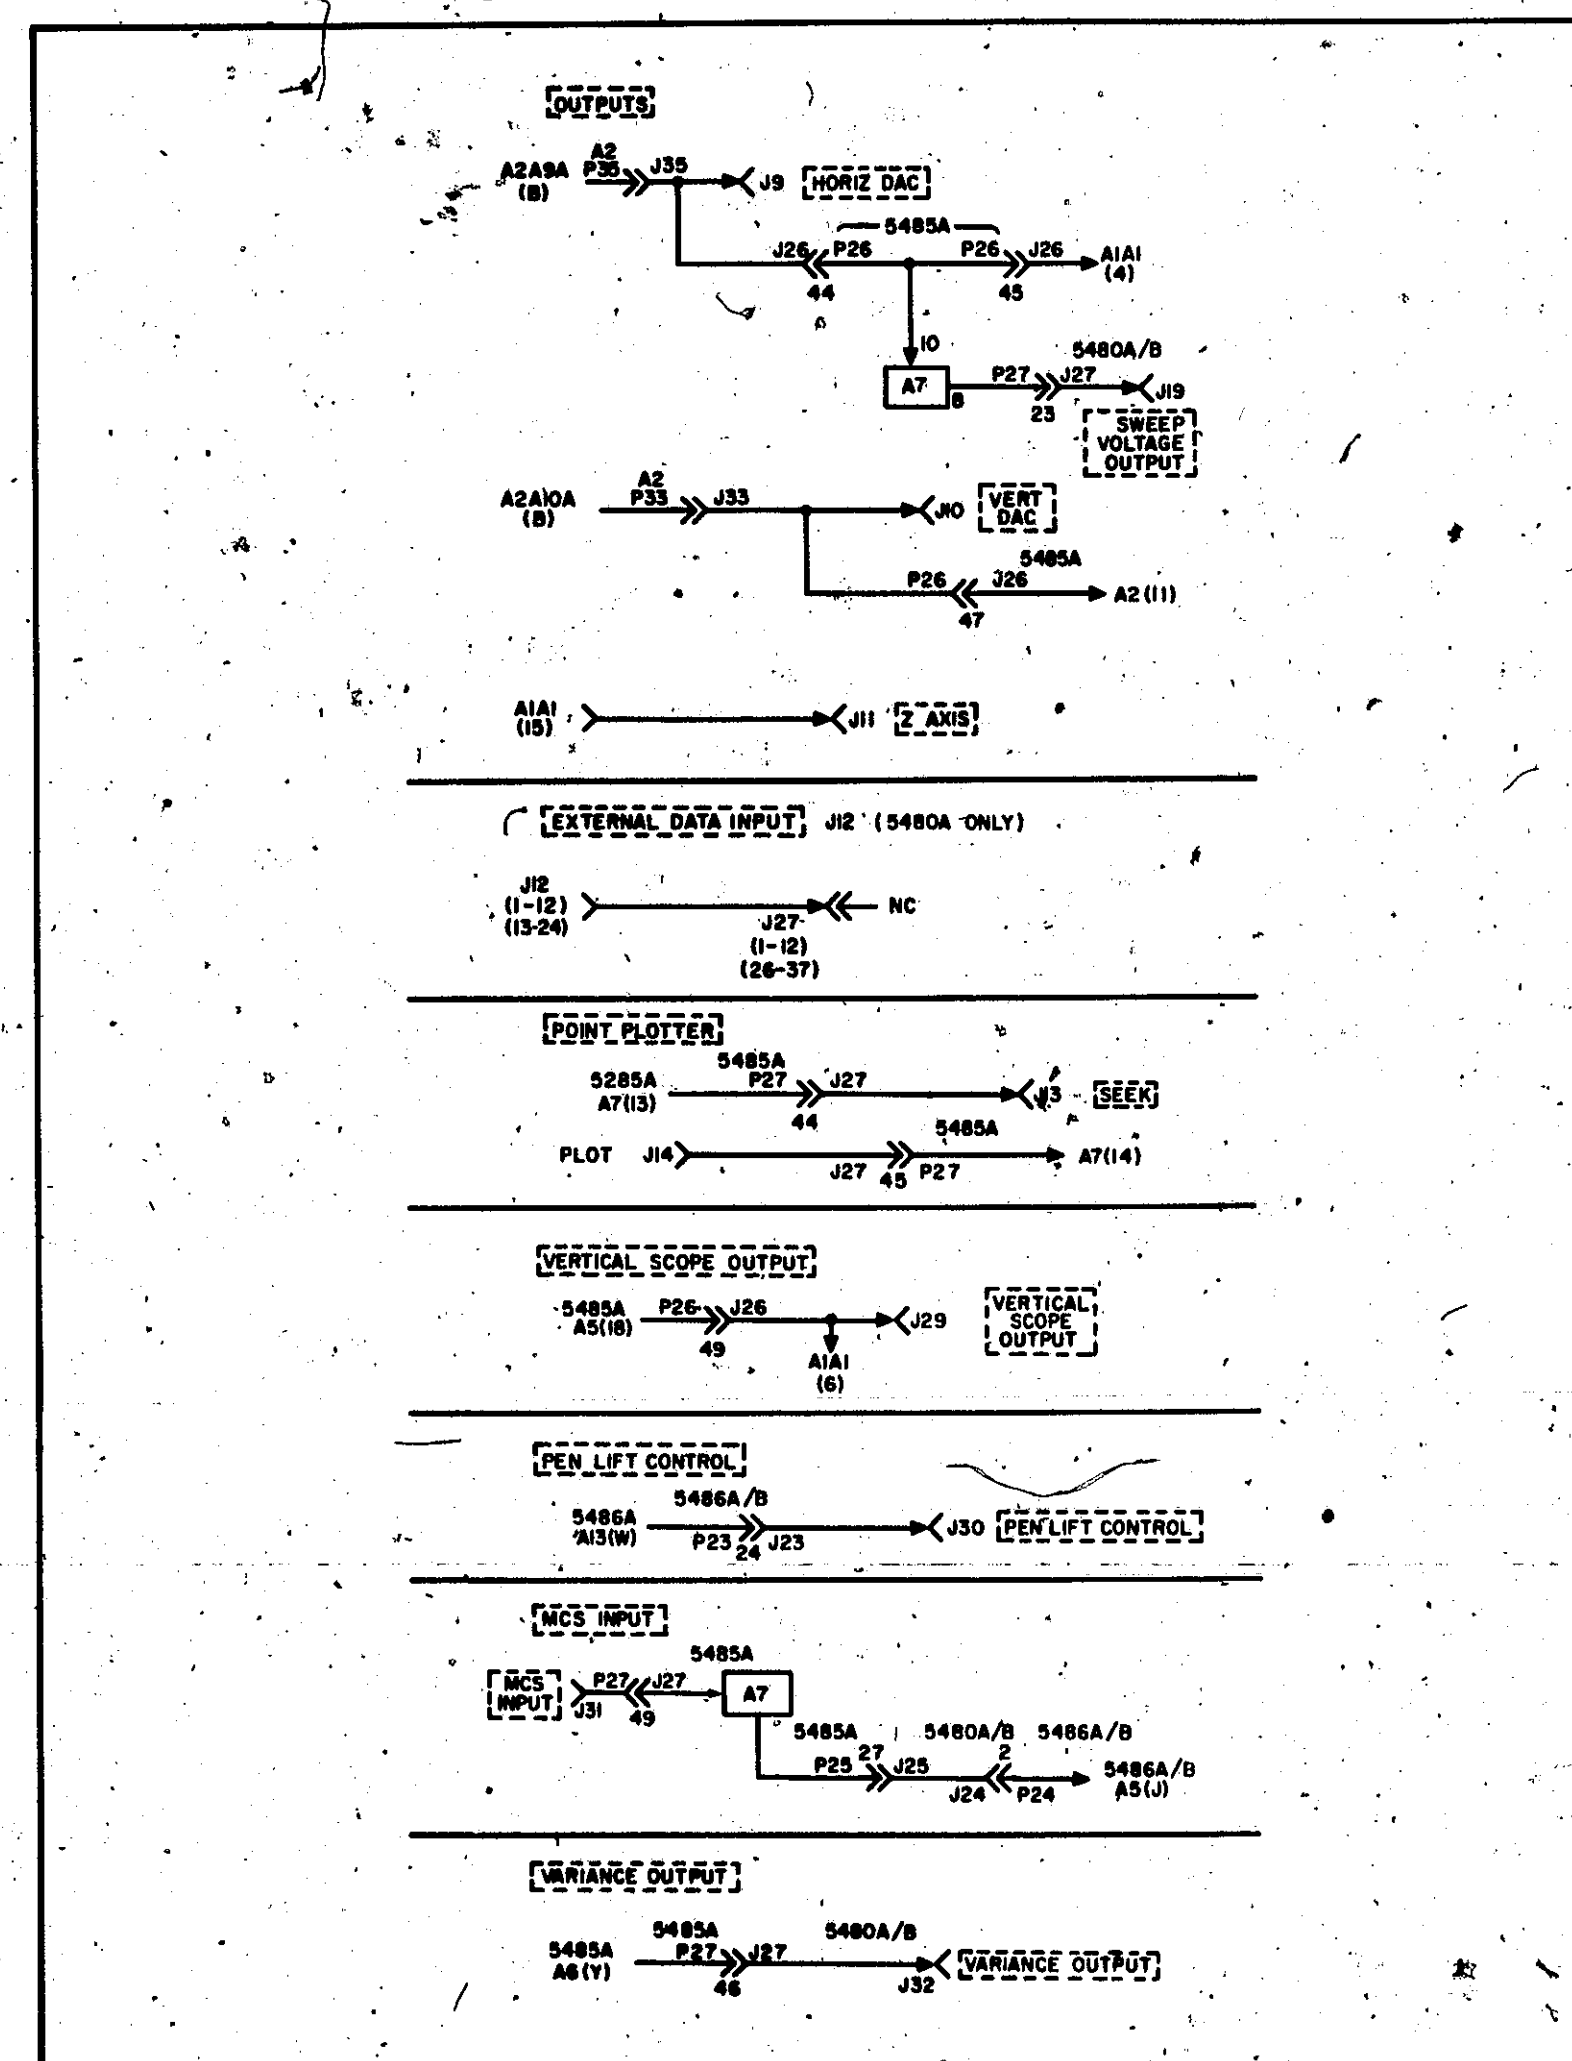 OUTPUTS
A2A9A
(B)
A2
P35
J35
J9
HORIZ DAC
5485A
J26
P26
44
P26
J26
45
A1A1
(4)
10
A7
8
P27
J27
23
5480A/B
J19
SWEEP
VOLTAGE
OUTPUT
A2A10A
(B)
A2
P33
J33
J10
VERT
DAC
5485A
P26
J26
47
A2(11)
A1A1
(15)
J11
Z AXIS
EXTERNAL DATA INPUT J12 (5480A ONLY)
J12
(1-12)
(13-24)
J27
(1-12)
(26-37)
NC
POINT PLOTTER
5285A
A7(13)
5485A
P27
J27
44
J13
SEEK
PLOT J14
J27
45
P27
5485A
A7(14)
VERTICAL SCOPE OUTPUT
5485A
A5(18)
P26
J26
49
A1A1
(6)
J29
VERTICAL
SCOPE
OUTPUT
PEN LIFT CONTROL
5486A/B
5486A
A13(W)
P23
24
J23
J30
PEN LIFT CONTROL
MCS INPUT
MCS
INPUT
J31
P27
J27
49
5485A
A7
5485A
P25
27
J25
5480A/B
J24
2
P24
5486A/B
5486A/B
A5(J)
VARIANCE OUTPUT
5485A
A6(Y)
5485A
P27
J27
46
5480A/B
J32
VARIANCE OUTPUT